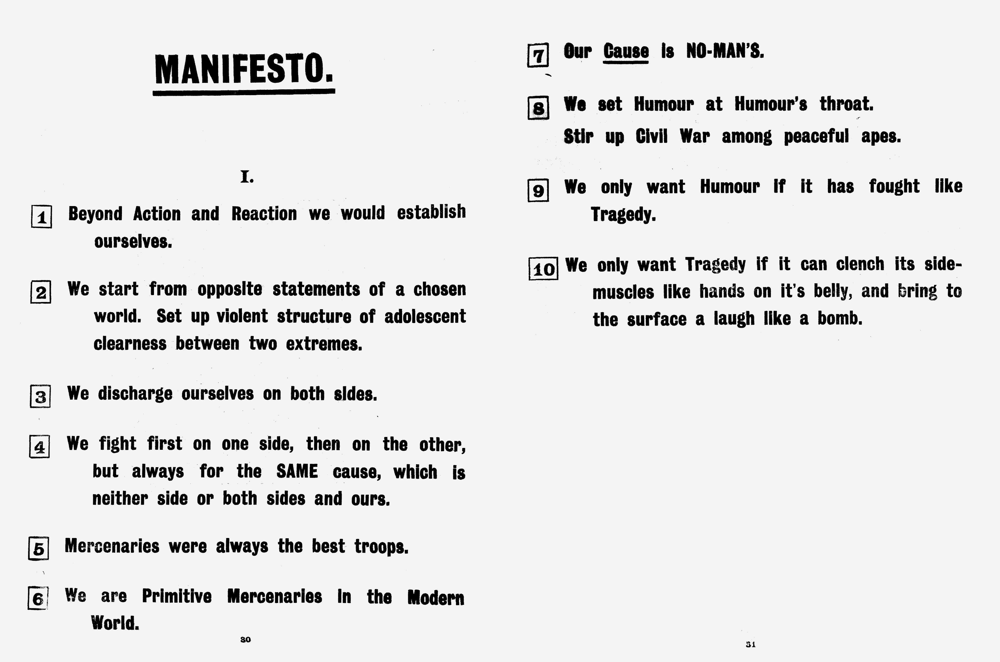 MANIFESTO.
I.
1 Beyond Action and Reaction we would establish
ourselves.
2 We start from opposite statements of a chosen
world. Set up violent structure of adolescent
clearness between two extremes.
3 We discharge ourselves on both sides.
4 We fight first on one side, then on the other,
but always for the SAME cause, which is
neither side or both sides and ours.
5 Mercenaries were always the best troops.
6 We are Primitive Mercenaries in the Modern
World.
30
7 Our Cause is NO-MAN'S.
8 We set Humour at Humour's throat.
Stir up Civil War among peaceful apes.
9 We only want Humour if it has fought like
Tragedy.
10 We only want Tragedy if it can clench its side-
muscles like hands on it's belly, and bring to
the surface a laugh like a bomb.
31